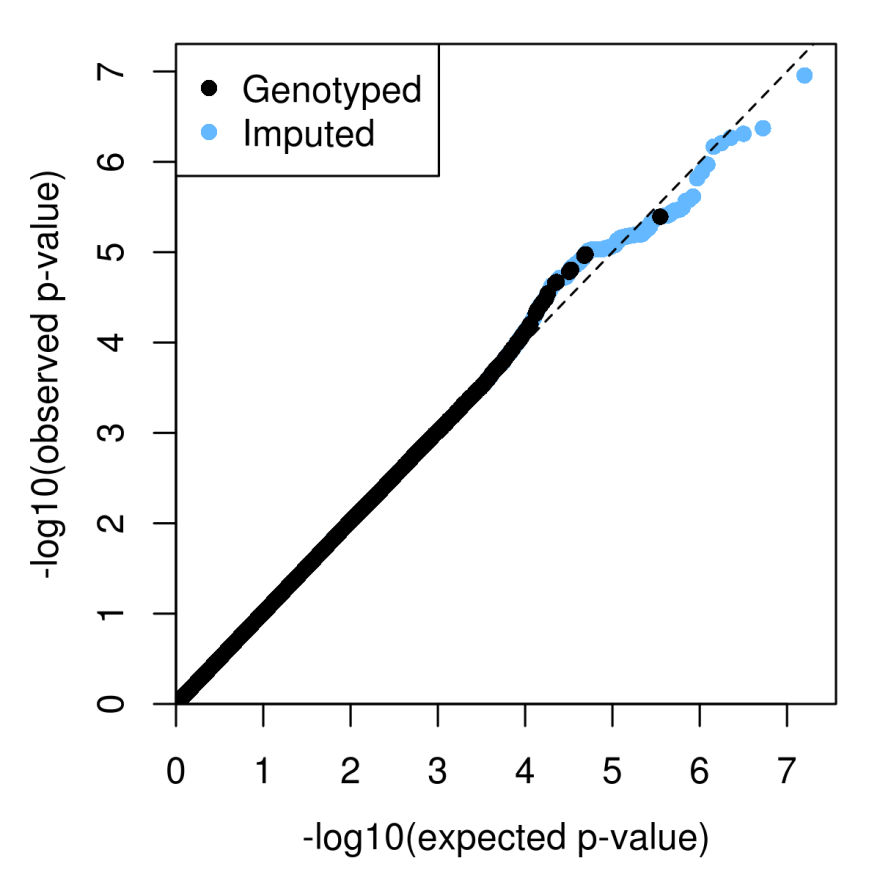 Genotyped
Imputed
-log10(observed p-value)
7
6
5
4
3
2
1
0
0 1 2 3 4 5 6 7
-log10(expected p-value)